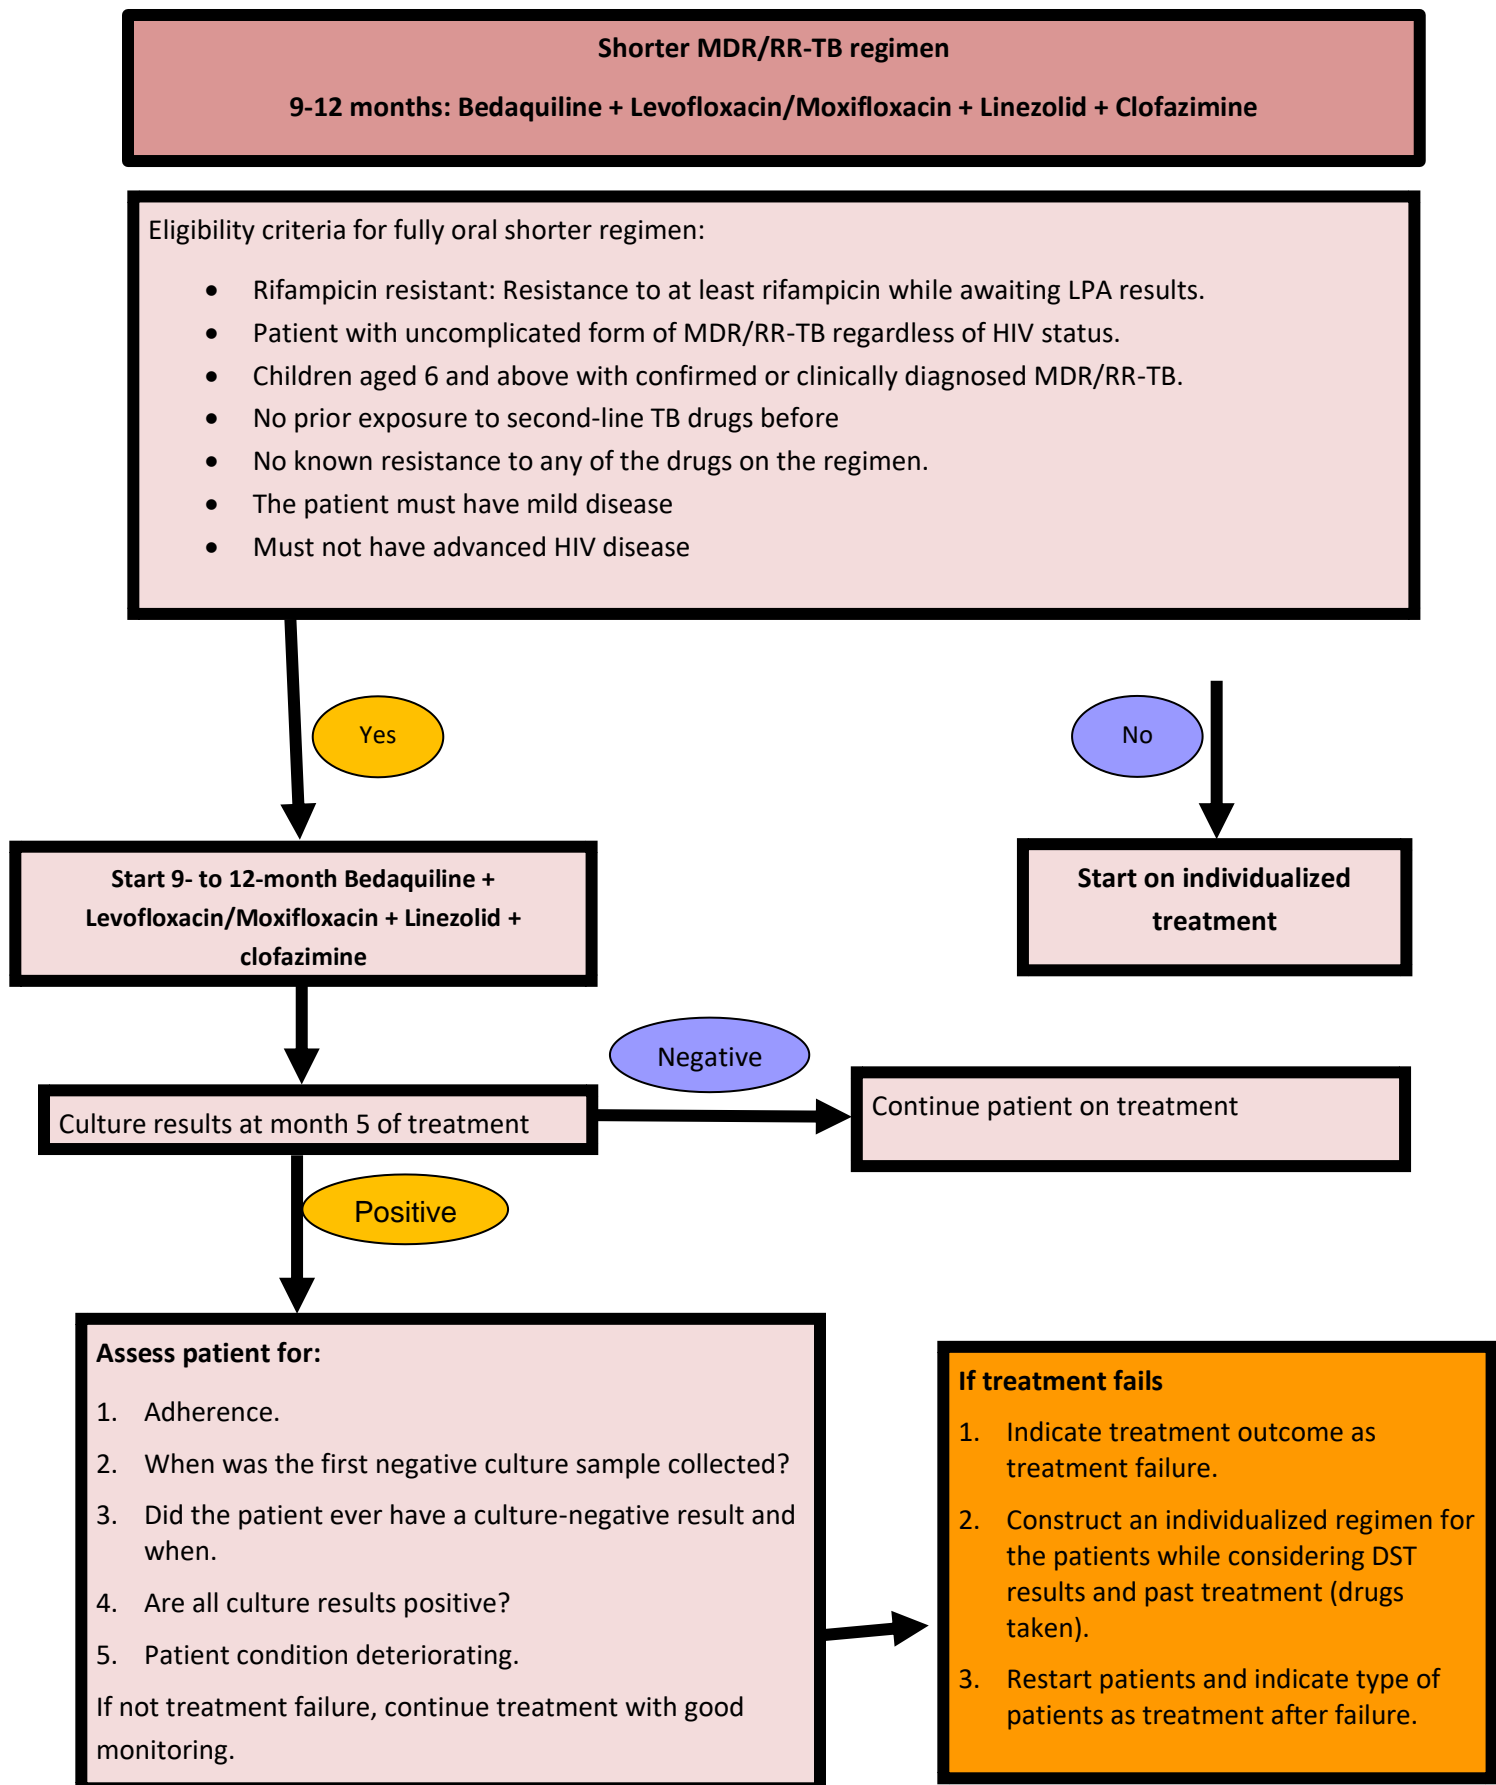 Shorter MDR/RR-TB regimen
9-12 months: Bedaquiline + Levofloxacin/Moxifloxacin + Linezolid + Clofazimine
Eligibility criteria for fully oral shorter regimen:
• Rifampicin resistant: Resistance to at least rifampicin while awaiting LPA results.
• Patient with uncomplicated form of MDR/RR-TB regardless of HIV status.
• Children aged 6 and above with confirmed or clinically diagnosed MDR/RR-TB.
• No prior exposure to second-line TB drugs before
• No known resistance to any of the drugs on the regimen.
• The patient must have mild disease
• Must not have advanced HIV disease
Yes
No
Start 9- to 12-month Bedaquiline +
Levofloxacin/Moxifloxacin + Linezolid +
clofazimine
Start on individualized
treatment
Negative
Culture results at month 5 of treatment
Continue patient on treatment
Positive
Assess patient for:
1. Adherence.
2. When was the first negative culture sample collected?
3. Did the patient ever have a culture-negative result and
when.
4. Are all culture results positive?
5. Patient condition deteriorating.
If not treatment failure, continue treatment with good
monitoring.
If treatment fails
1. Indicate treatment outcome as
treatment failure.
2. Construct an individualized regimen for
the patients while considering DST
results and past treatment (drugs
taken).
3. Restart patients and indicate type of
patients as treatment after failure.